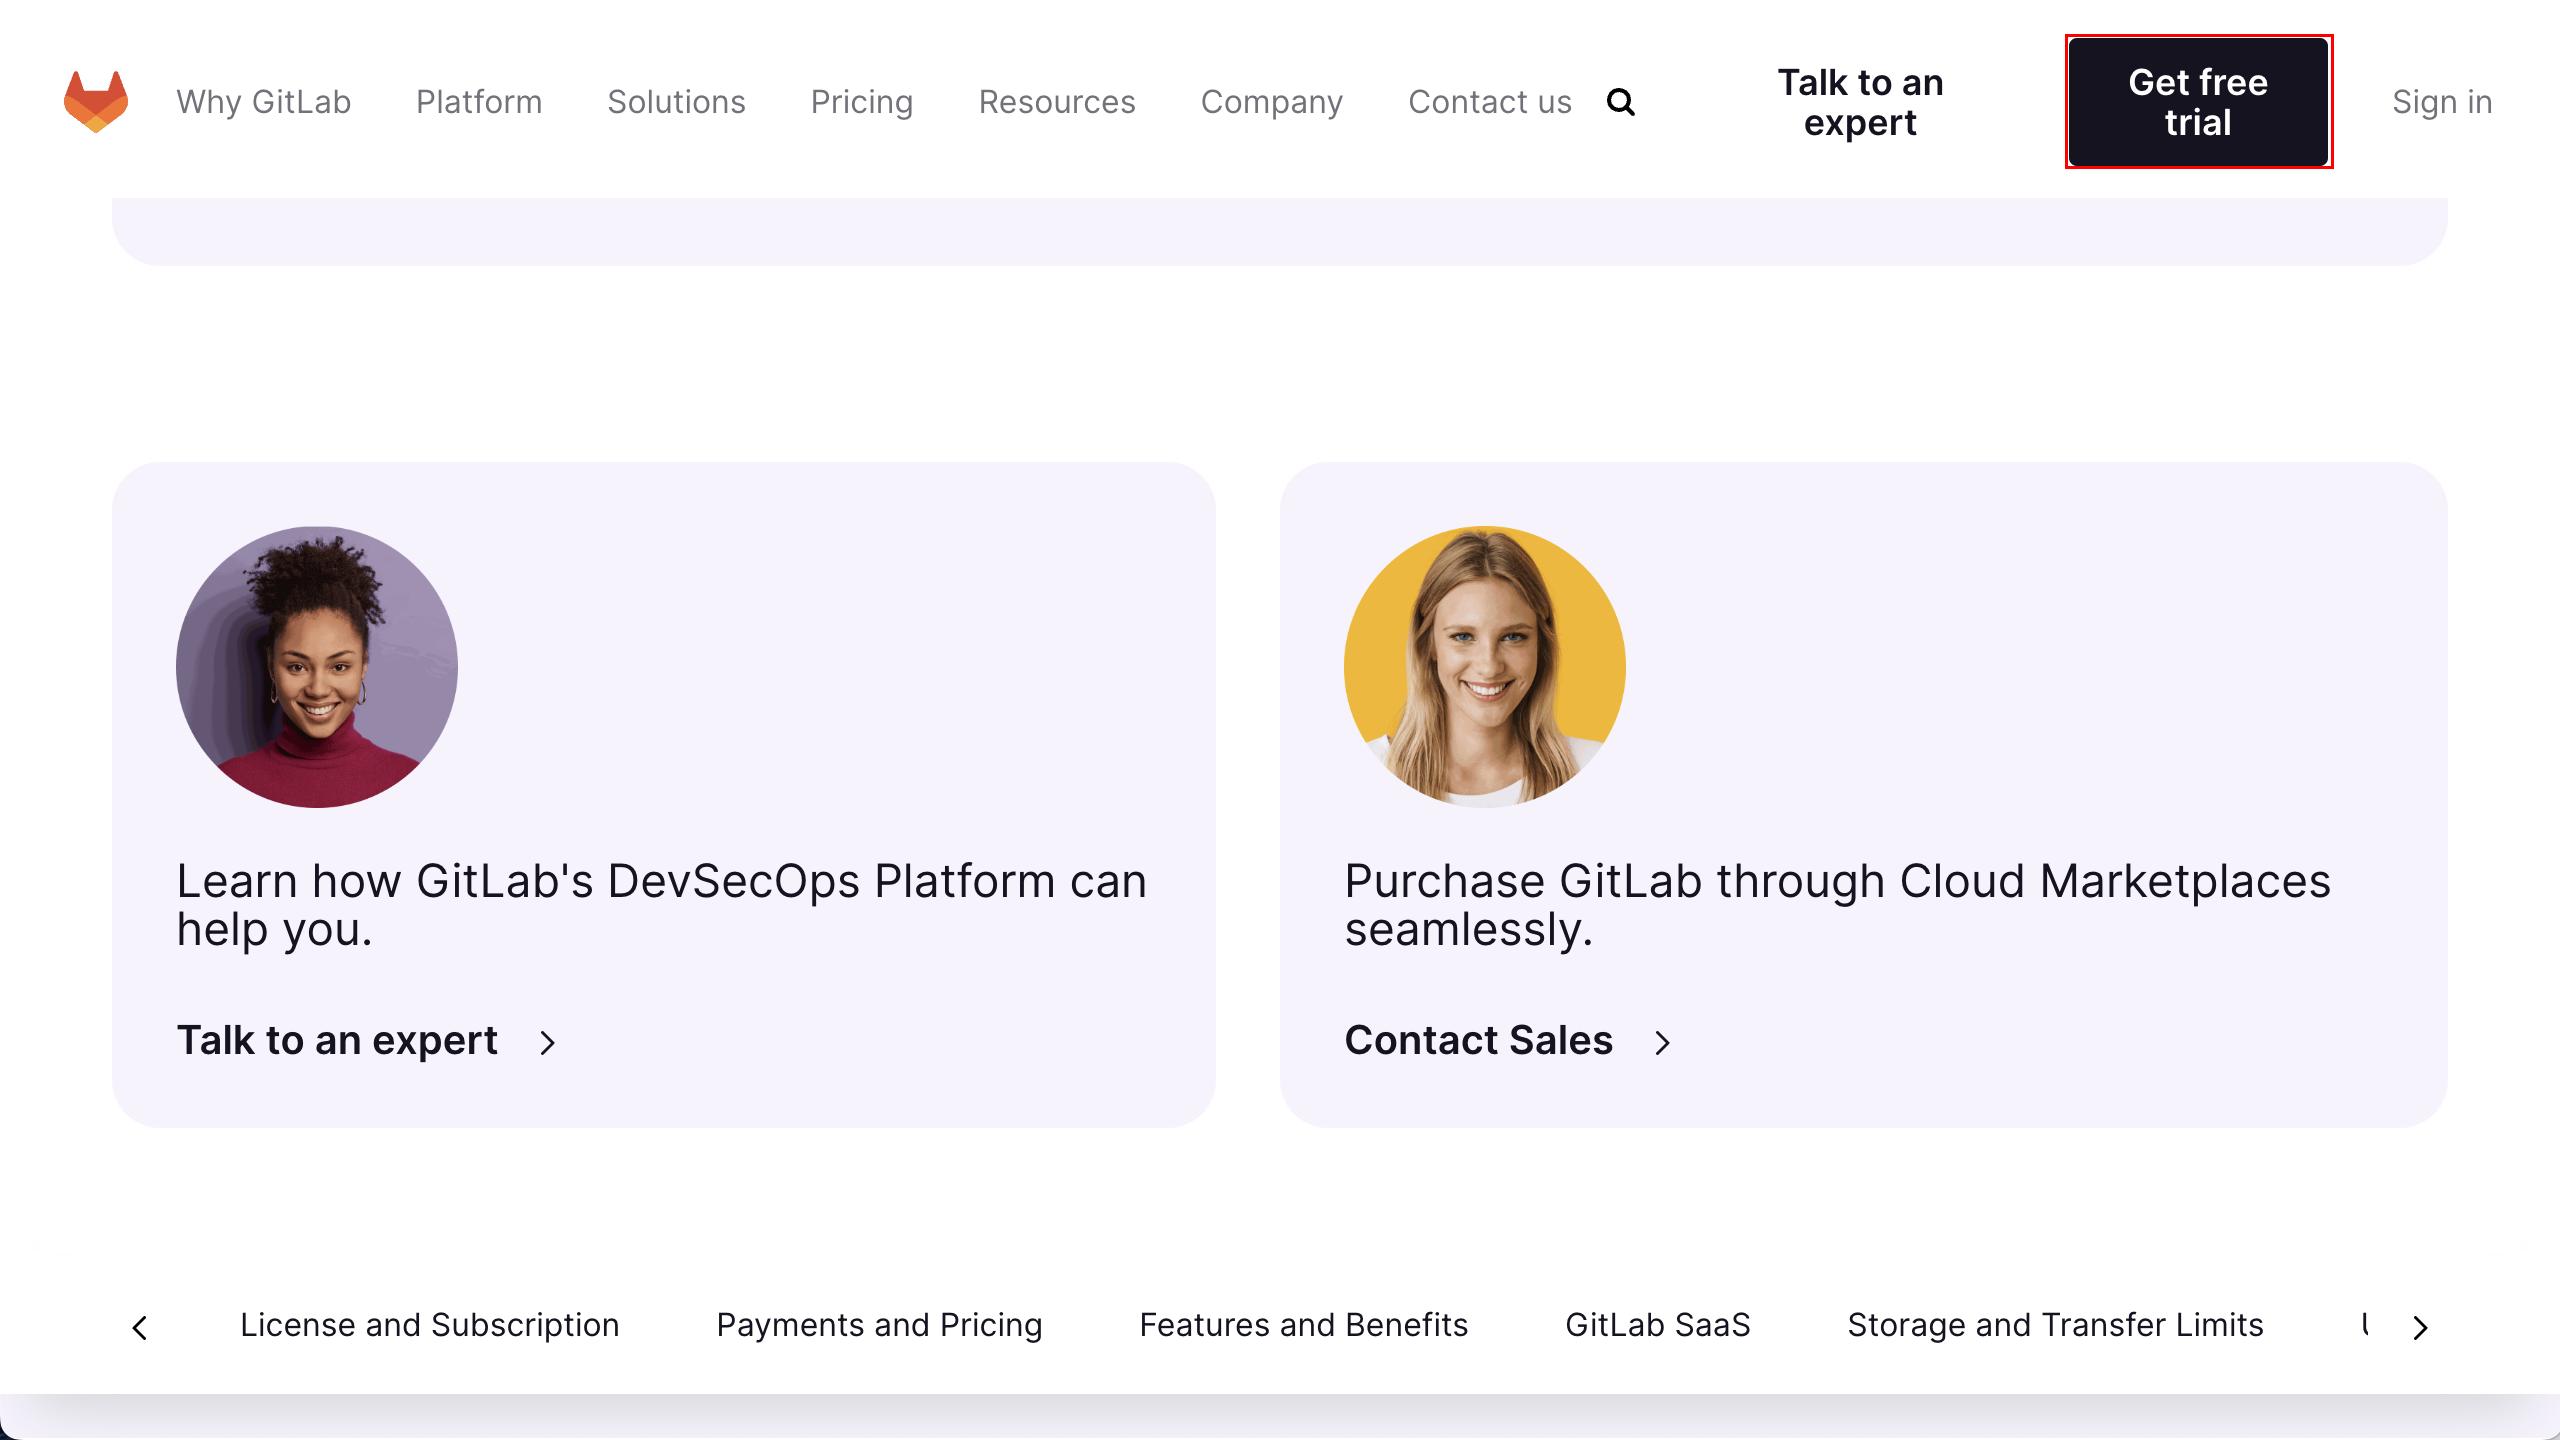 Why GitLab
Platform
Solutions
Pricing
Resources
Company
Contact us
Talk to an
expert
Get free
trial
Sign in
Learn how GitLab's DevSecOps Platform can
help you.
Talk to an expert
Purchase GitLab through Cloud Marketplaces
seamlessly.
Contact Sales
License and Subscription
Payments and Pricing
Features and Benefits
GitLab SaaS
Storage and Transfer Limits